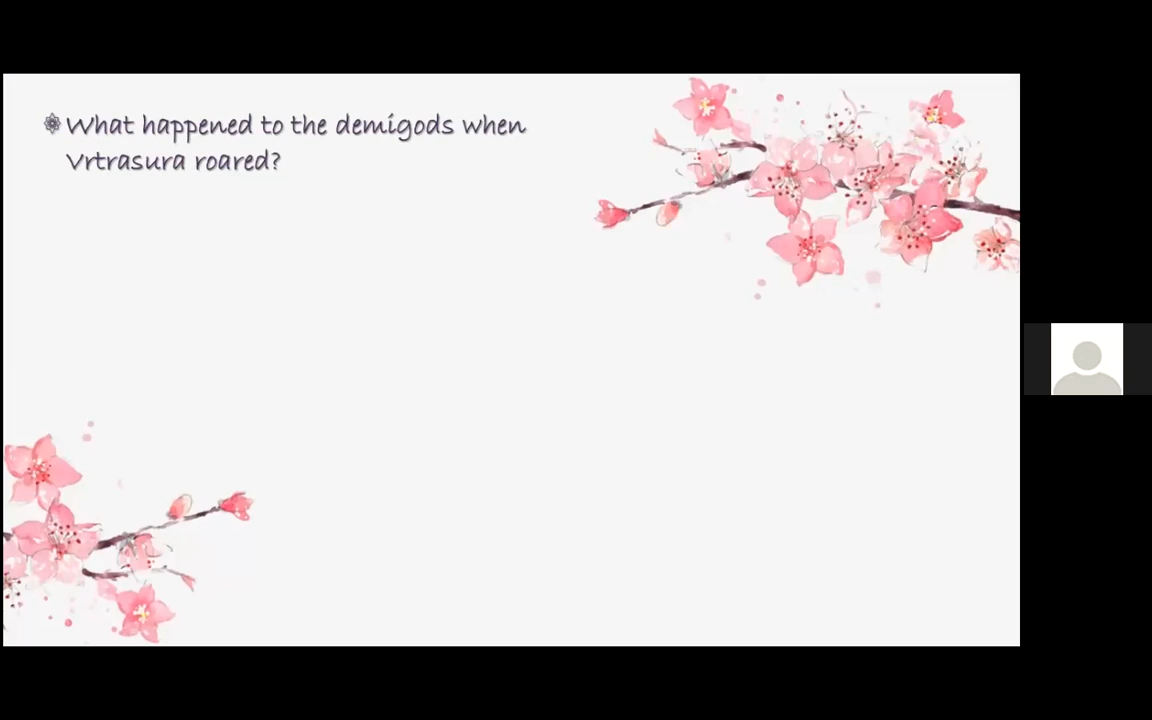 What happened to the demigods when
Vrtrasura roared?